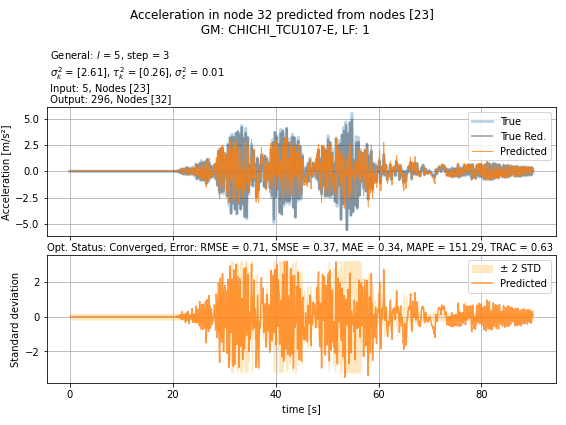 Acceleration in node 32 predicted from nodes [23]
GM: CHICHI_TCU107-E, LF: 1
General: l = 5, step = 3
σ²ₖ = [2.61], τ²ₖ = [0.26], σ²ε = 0.01
Input: 5, Nodes [23]
Output: 296, Nodes [32]
Acceleration [m/s²]
5.0
2.5
0.0
−2.5
−5.0
True
True Red.
Predicted
Opt. Status: Converged, Error: RMSE = 0.71, SMSE = 0.37, MAE = 0.34, MAPE = 151.29, TRAC = 0.63
Standard deviation
2
0
−2
± 2 STD
Predicted
0 20 40 60 80
time [s]